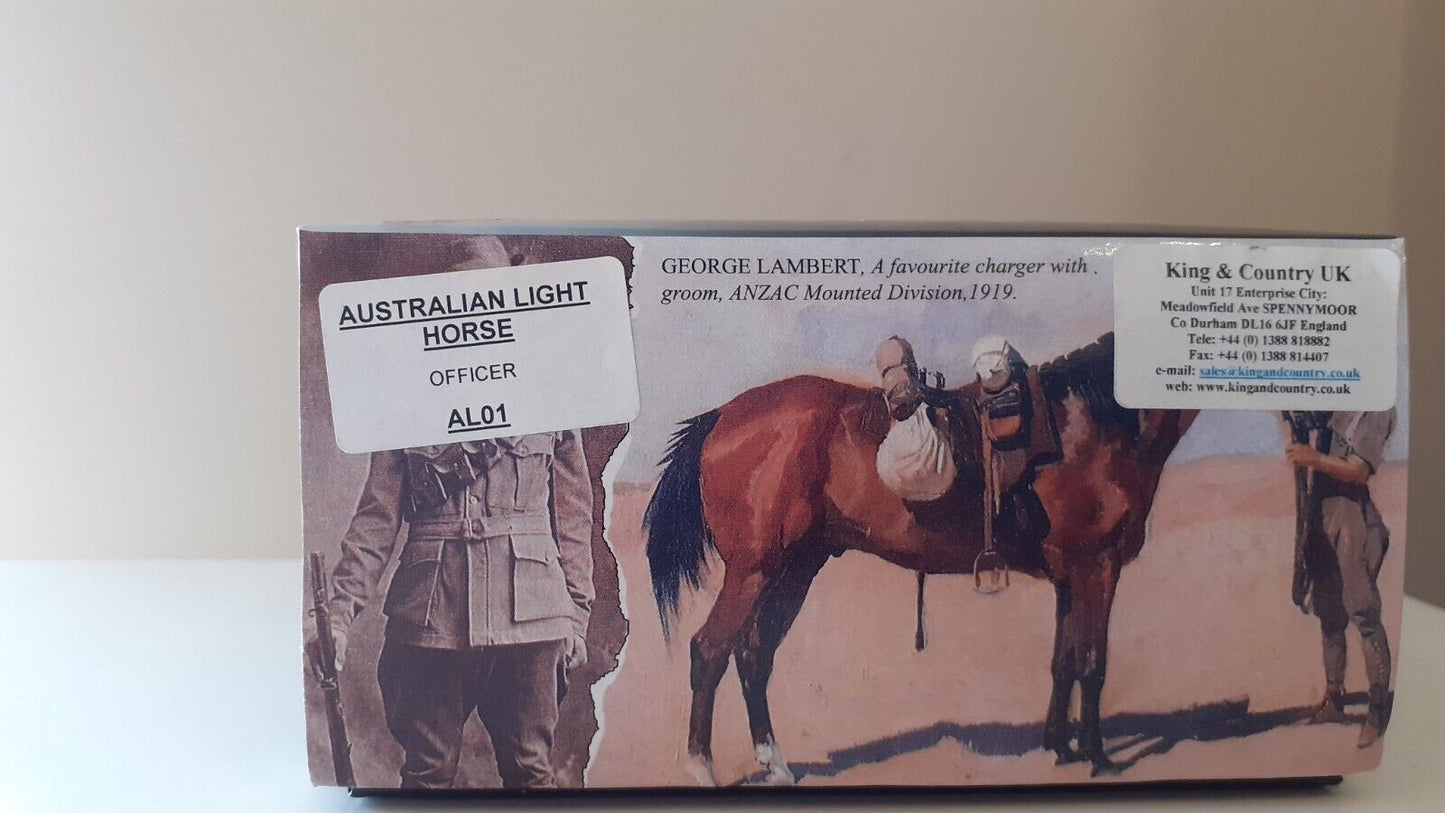 AUSTRALIAN LIGHT
HORSE
OFFICER
AL01
GEORGE LAMBERT, A favourite charger with .
groom, ANZAC Mounted Division,1919.
King & Country UK
Unit 17 Enterprise City:
Meadowfield Ave SPENNYMOOR
Co Durham DL16 6JF England
Tele: +44 (0) 1388 818882
Fax: +44 (0) 1388 814407
e-mail: sales@kingandcountry.co.uk
web: www.kingandcountry.co.uk